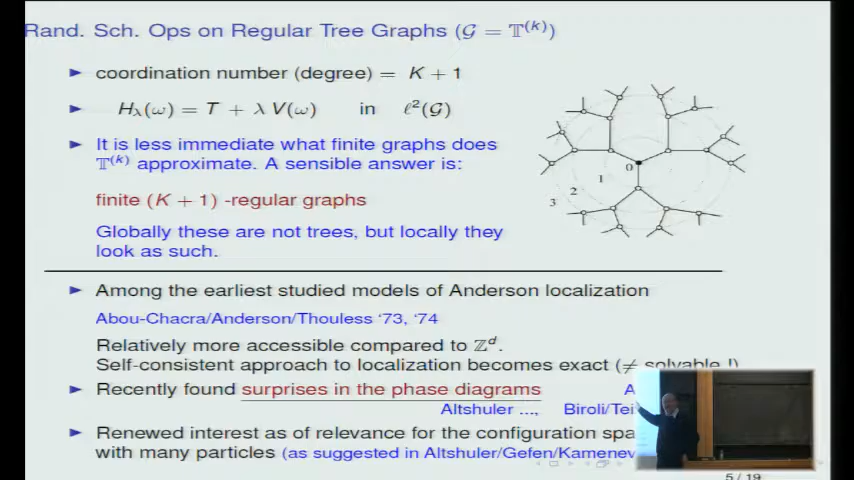 Rand. Sch. Ops on Regular Tree Graphs (𝒢 = 𝕋⁽ᵏ⁾)
▶ coordination number (degree) = K + 1
▶ H_λ(ω) = T + λ V(ω) in ℓ²(𝒢)
▶ It is less immediate what finite graphs does
𝕋⁽ᵏ⁾ approximate. A sensible answer is:
finite (K + 1) -regular graphs
Globally these are not trees, but locally they
look as such.
0
1
2
3
▶ Among the earliest studied models of Anderson localization
Abou-Chacra/Anderson/Thouless '73, '74
Relatively more accessible compared to ℤᵈ.
Self-consistent approach to localization becomes exact (≠ solvable !)
▶ Recently found surprises in the phase diagrams
Altshuler ...,
▶ Renewed interest as of relevance for the configuration
with many particles (as suggested in Altshuler/Gefen/Kamenev
5 / 19